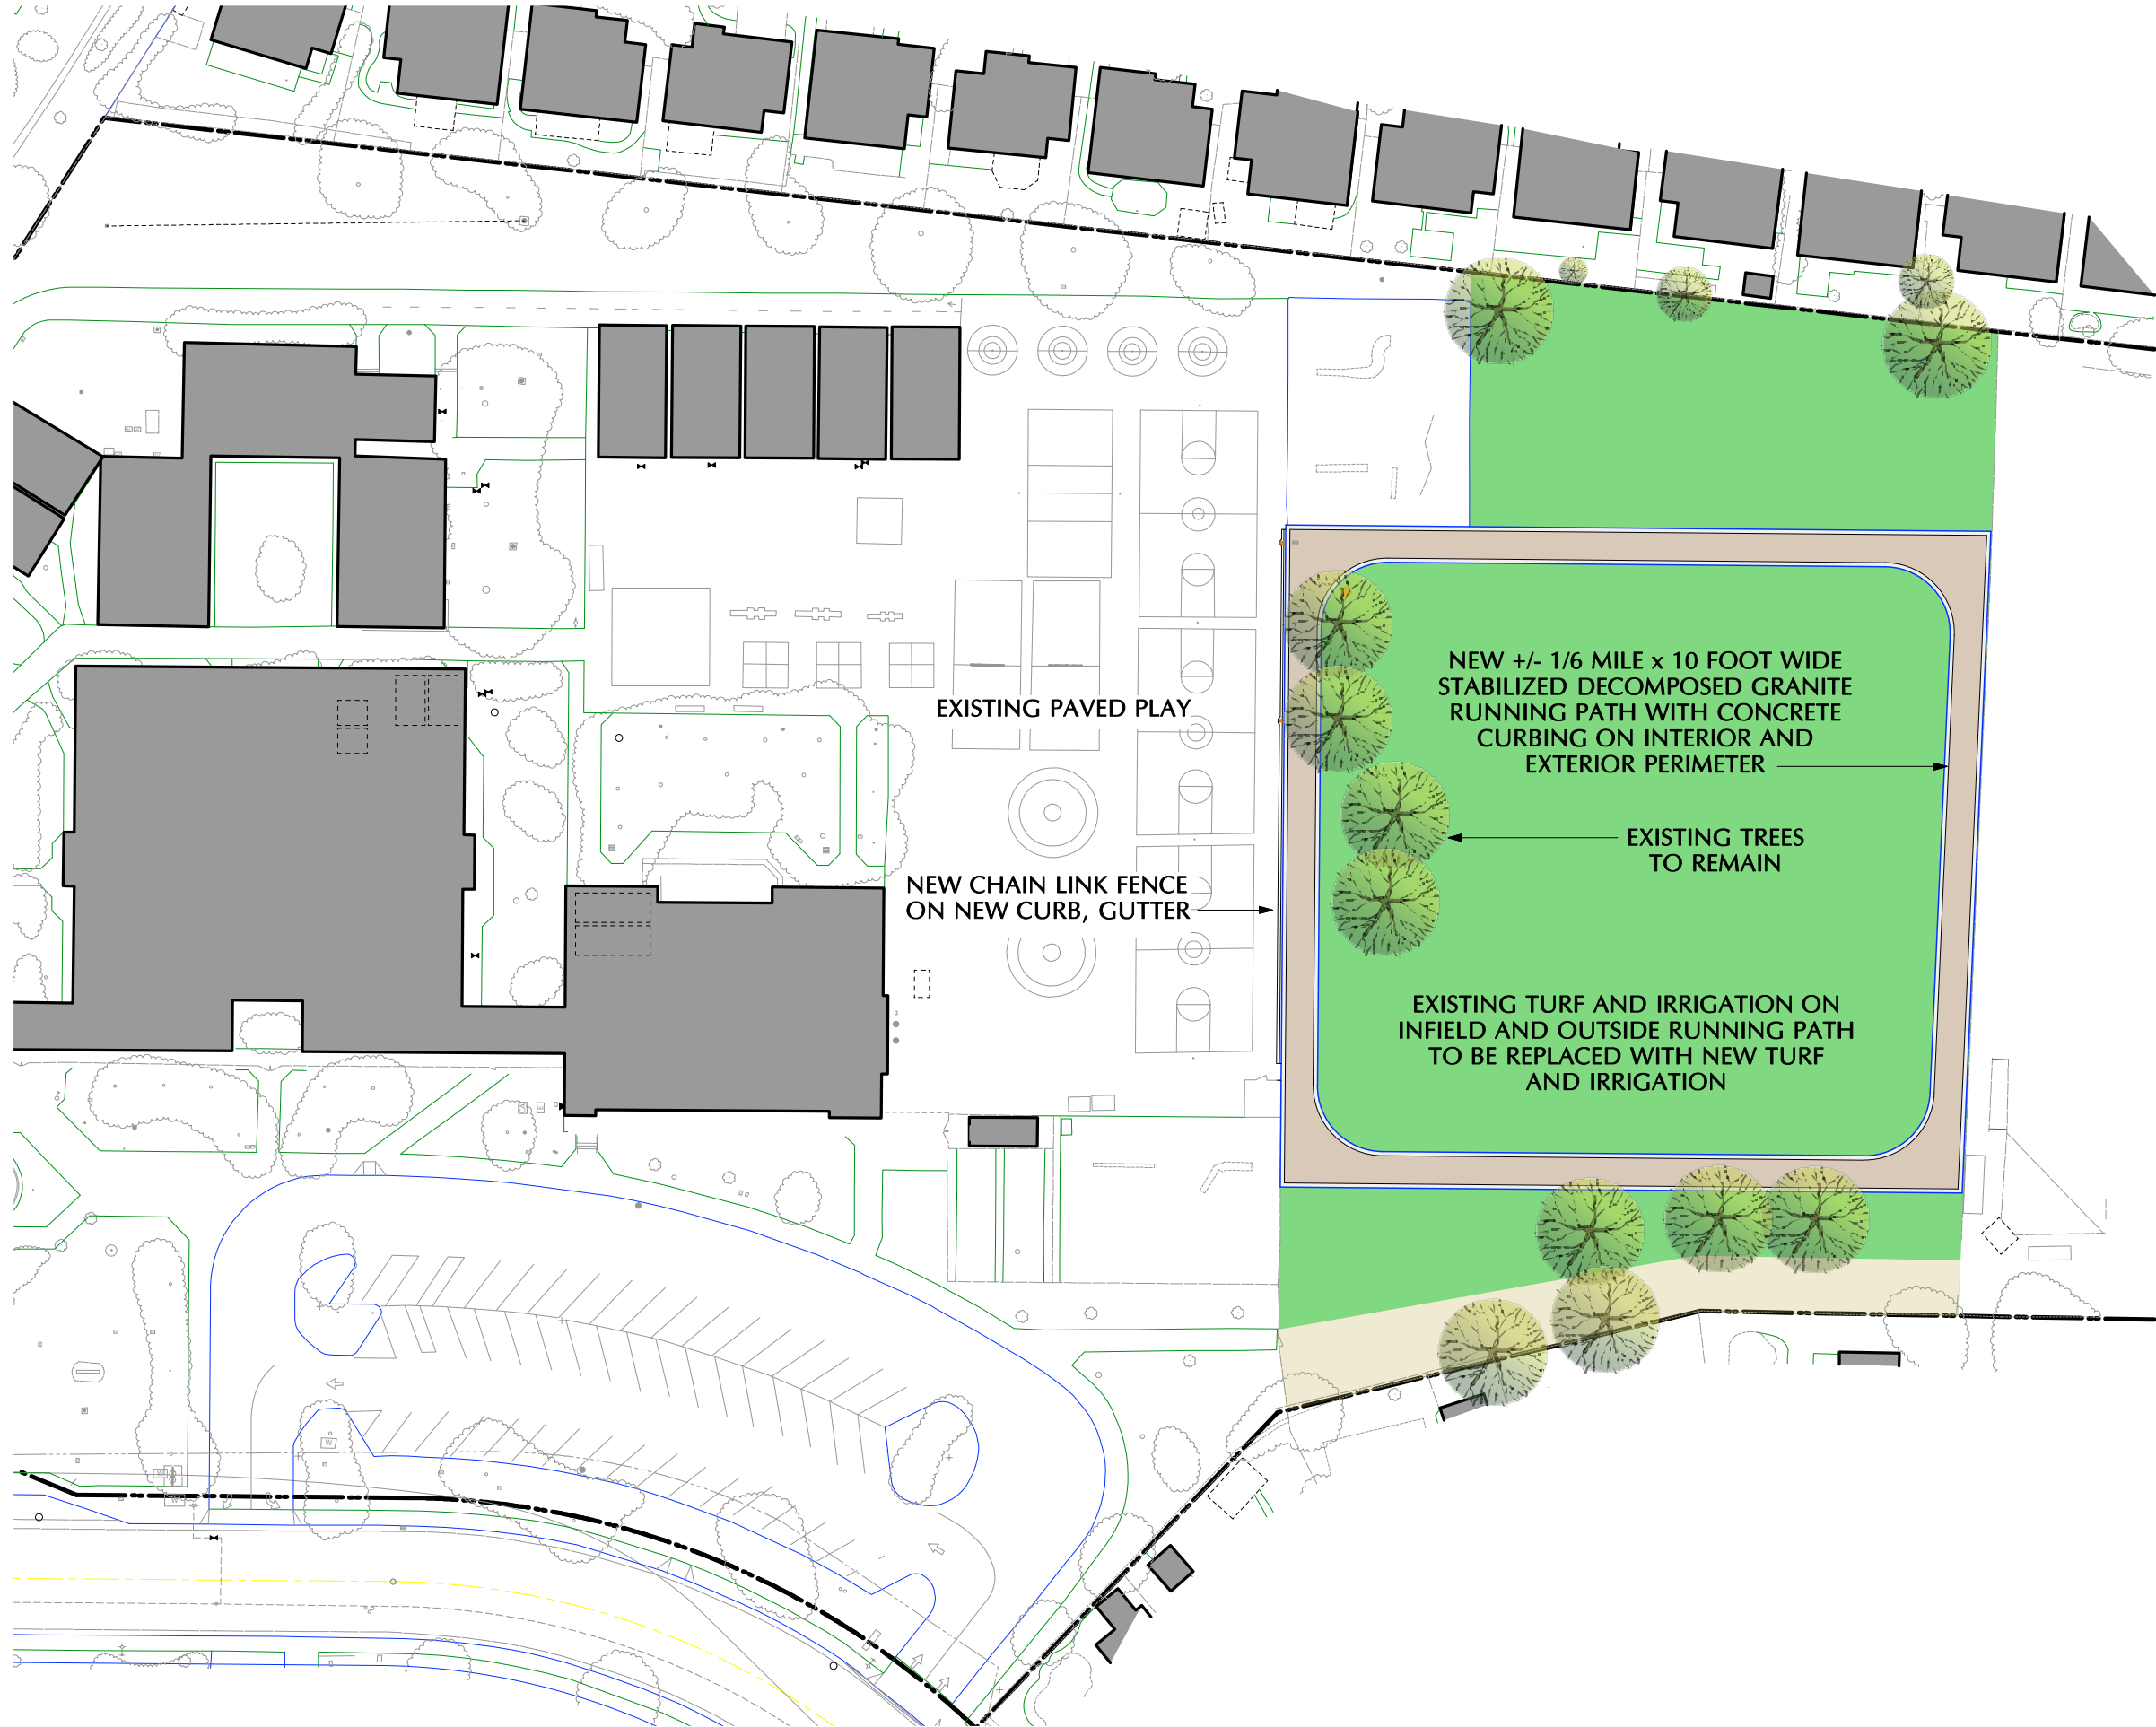 NEW +/- 1/6 MILE x 10 FOOT WIDE
STABILIZED DECOMPOSED GRANITE
RUNNING PATH WITH CONCRETE
CURBING ON INTERIOR AND
EXTERIOR PERIMETER
EXISTING PAVED PLAY
EXISTING TREES
TO REMAIN
NEW CHAIN LINK FENCE
ON NEW CURB, GUTTER
EXISTING TURF AND IRRIGATION ON
INFIELD AND OUTSIDE RUNNING PATH
TO BE REPLACED WITH NEW TURF
AND IRRIGATION
W
W
W